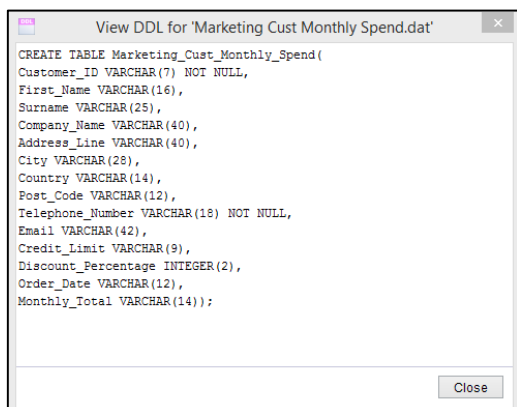 DDL
View DDL for 'Marketing Cust Monthly Spend.dat'
CREATE TABLE Marketing_Cust_Monthly_Spend(
Customer_ID VARCHAR(7) NOT NULL,
First_Name VARCHAR(16),
Surname VARCHAR(25),
Company_Name VARCHAR(40),
Address_Line VARCHAR(40),
City VARCHAR(28),
Country VARCHAR(14),
Post_Code VARCHAR(12),
Telephone_Number VARCHAR(18) NOT NULL,
Email VARCHAR(42),
Credit_Limit VARCHAR(9),
Discount_Percentage INTEGER(2),
Order_Date VARCHAR(12),
Monthly_Total VARCHAR(14));
Close